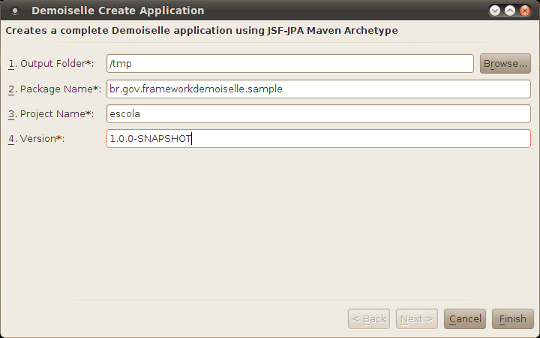 Demoiselle Create Application
Creates a complete Demoiselle application using JSF-JPA Maven Archetype
1. Output Folder*: /tmp Browse...
2. Package Name*: br.gov.frameworkdemoiselle.sample
3. Project Name*: escola
4. Version*: 1.0.0-SNAPSHOT
< Back Next > Cancel Finish